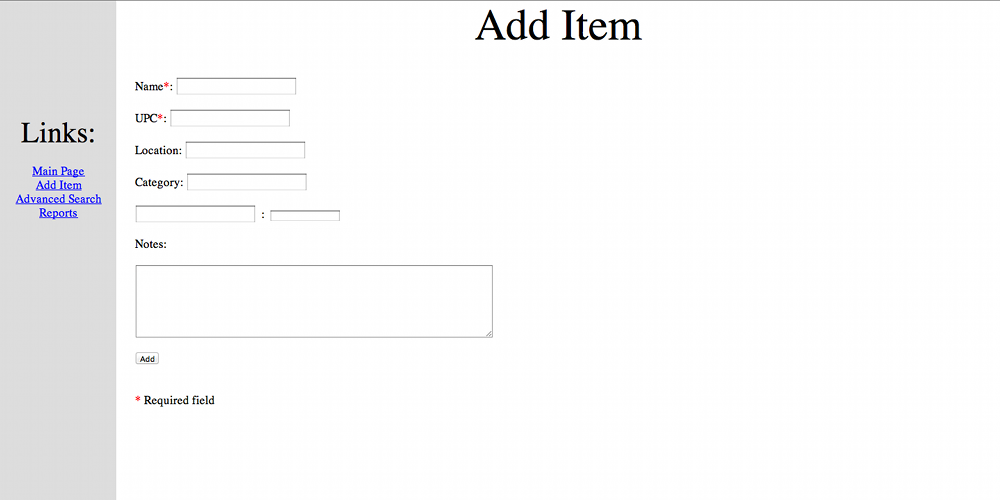 Add Item
Links:
Main Page
Add Item
Advanced Search
Reports
Name*:
UPC*:
Location:
Category:
:
Notes:
Add
* Required field